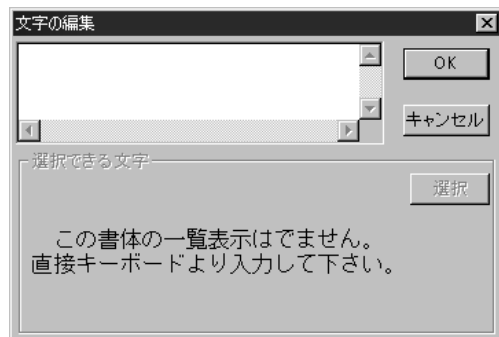 文字の編集
OK
キャンセル
選択できる文字
選択
この書体の一覧表示はでません。
直接キーボードより入力して下さい。